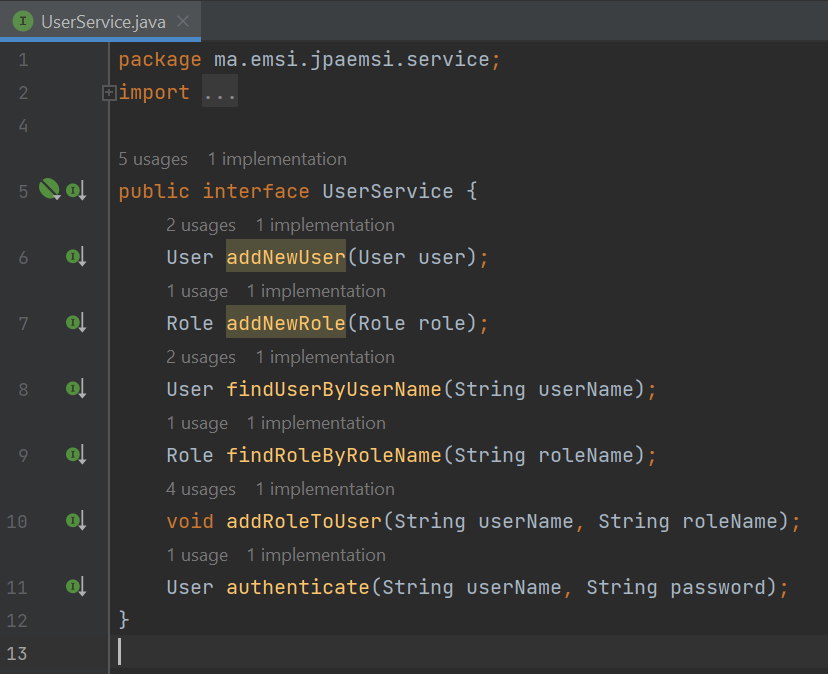 UserService.java
1 package ma.emsi.jpaemsi.service;
2 import ...
4
5 usages 1 implementation
5 public interface UserService {
2 usages 1 implementation
6 User addNewUser(User user);
1 usage 1 implementation
7 Role addNewRole(Role role);
2 usages 1 implementation
8 User findUserByUserName(String userName);
1 usage 1 implementation
9 Role findRoleByRoleName(String roleName);
4 usages 1 implementation
10 void addRoleToUser(String userName, String roleName);
1 usage 1 implementation
11 User authenticate(String userName, String password);
12 }
13